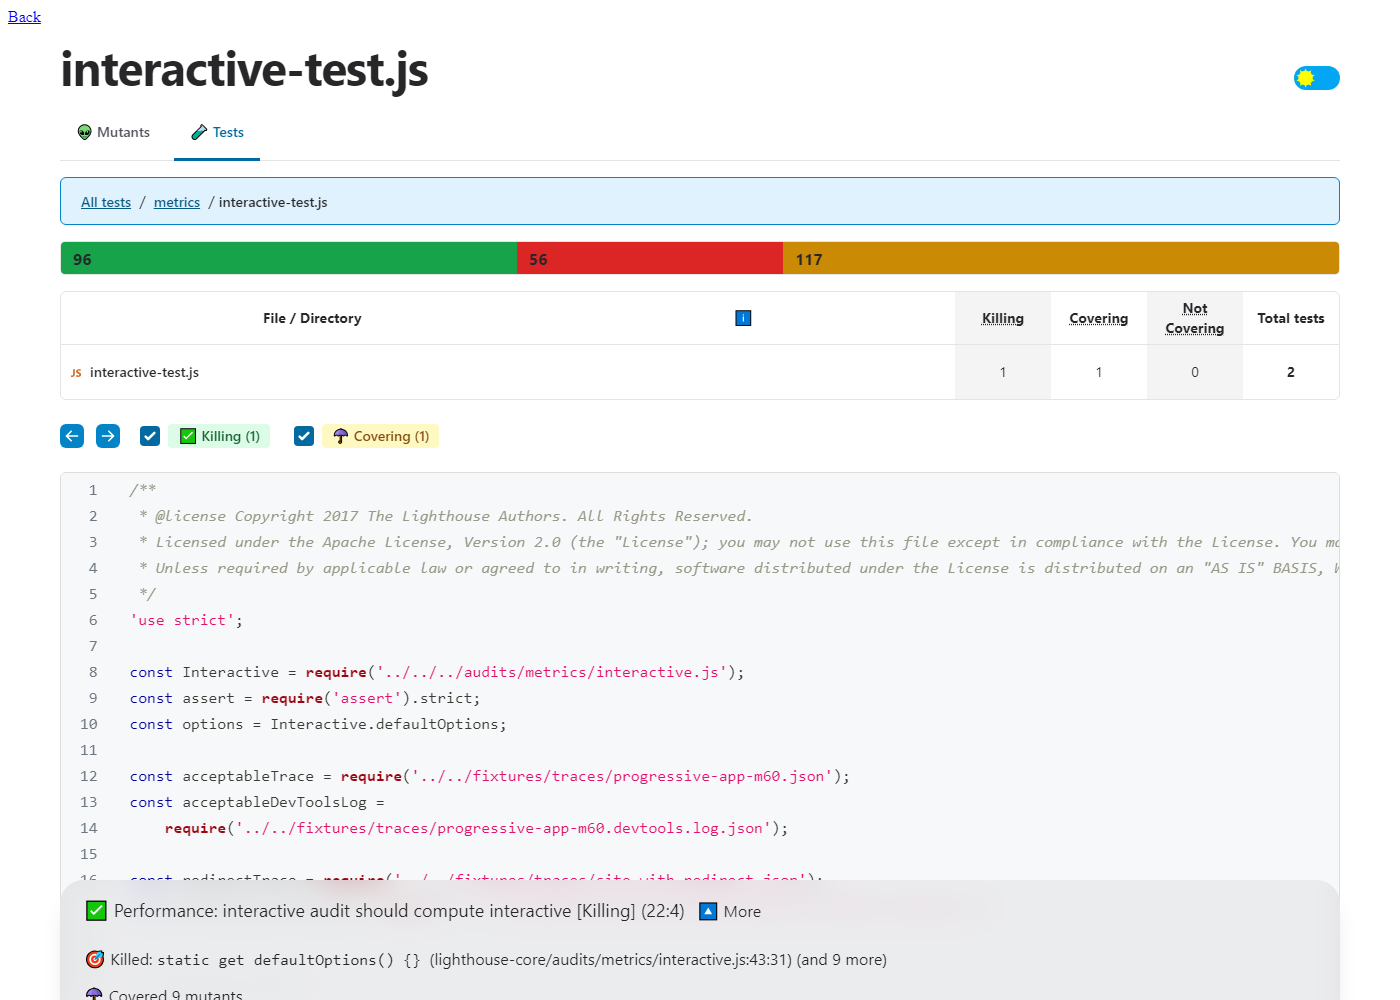 Back
interactive-test.js
Mutants
Tests
All tests / metrics / interactive-test.js
96 56 117
File / Directory Killing Covering Not Covering Total tests
JS interactive-test.js 1 1 0 2
Killing (1) Covering (1)
1 /**
2  * @license Copyright 2017 The Lighthouse Authors. All Rights Reserved.
3  * Licensed under the Apache License, Version 2.0 (the "License"); you may not use this file except in compliance with the License. You
4  * Unless required by applicable law or agreed to in writing, software distributed under the License is distributed on an "AS IS" BASIS,
5  */
6 'use strict';
7
8 const Interactive = require('../../../audits/metrics/interactive.js');
9 const assert = require('assert').strict;
10 const options = Interactive.defaultOptions;
11
12 const acceptableTrace = require('../../fixtures/traces/progressive-app-m60.json');
13 const acceptableDevToolsLog =
14     require('../../fixtures/traces/progressive-app-m60.devtools.log.json');
15
16 const redirectTrace = require('../../fixtures/traces/site-with-redirect.json');
Performance: interactive audit should compute interactive [Killing] (22:4) More
Killed: static get defaultOptions() {} (lighthouse-core/audits/metrics/interactive.js:43:31) (and 9 more)
Covered 9 mutants